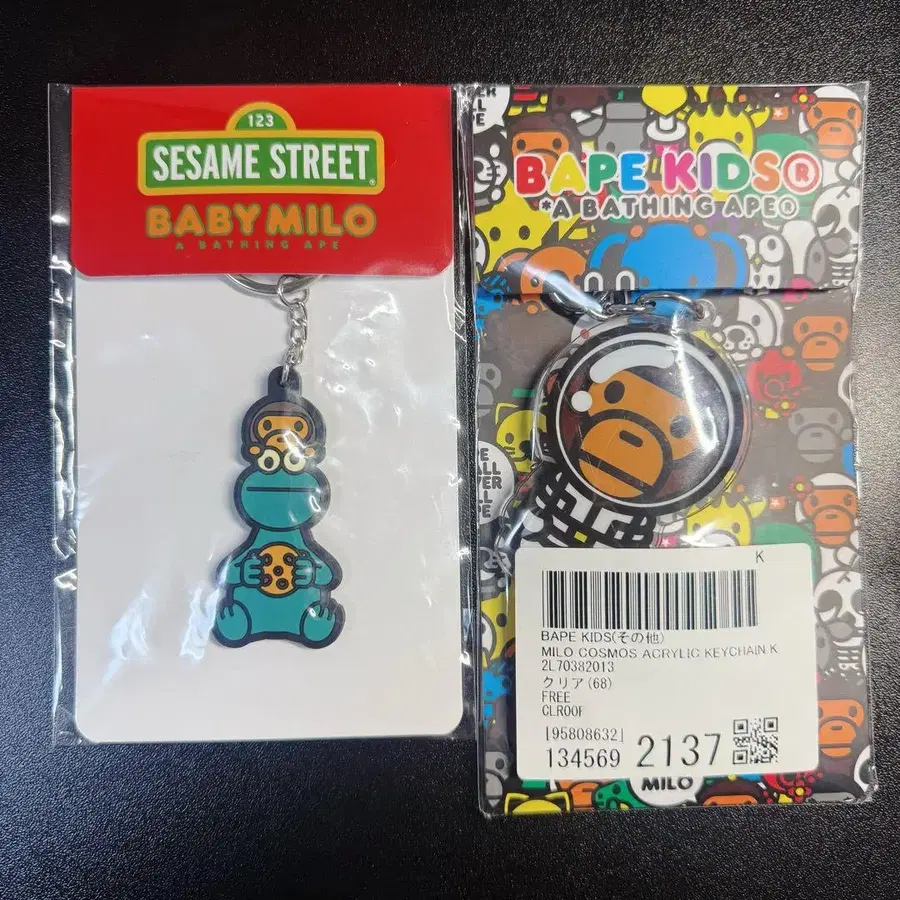 123
SESAME STREET
BABY MILO
A BATHING APE
BAPE KIDS®
*A BATHING APE®
K
BAPE KIDS(その他)
MILO COSMOS ACRYLIC KEYCHAIN K
2L70382013
クリア(68)
FREE
CLR00F
[95808632]
134569 2137
MILO